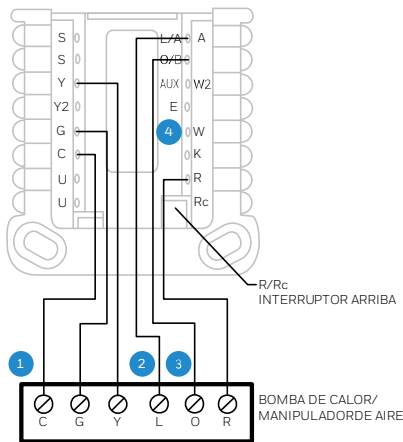 S L/A A
S O/B
Y AUX W2
Y2 E
G 4 W
C K
U R
U Rc
R/Rc
INTERRUPTOR ARRIBA
1 2 3
C G Y L O R
BOMBA DE CALOR/
MANIPULADORDE AIRE